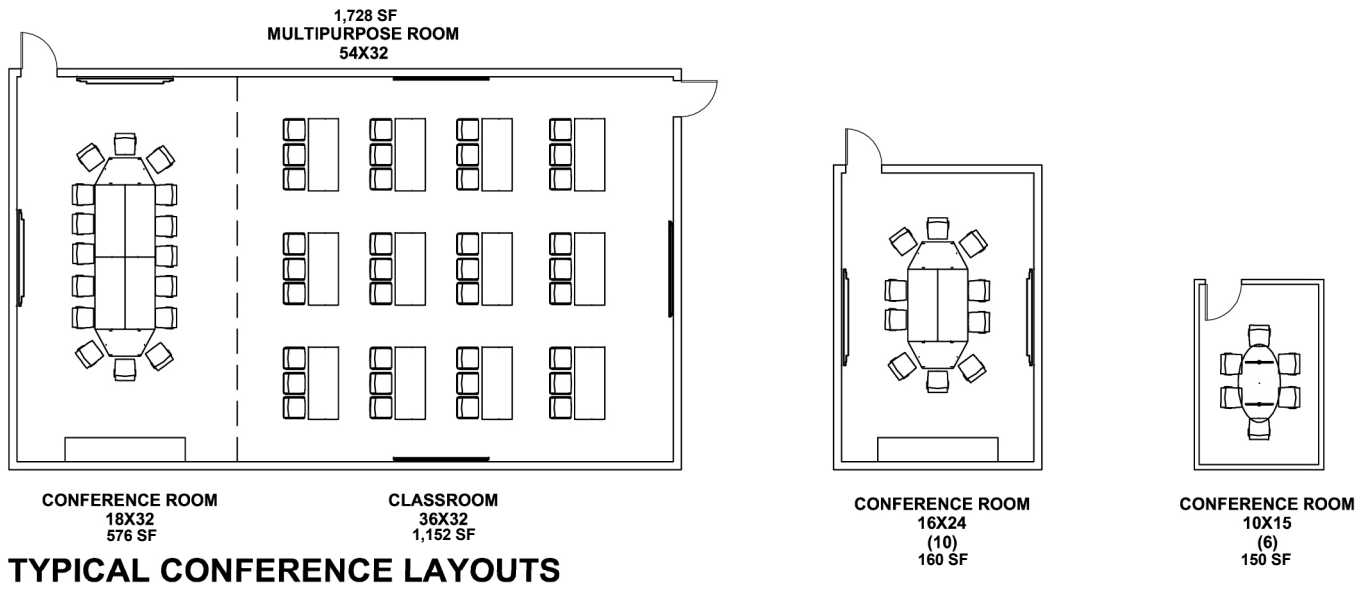 1,728 SF
MULTIPURPOSE ROOM
54X32
CONFERENCE ROOM
18X32
576 SF
CLASSROOM
36X32
1,152 SF
CONFERENCE ROOM
16X24
(10)
160 SF
CONFERENCE ROOM
10X15
(6)
150 SF
TYPICAL CONFERENCE LAYOUTS